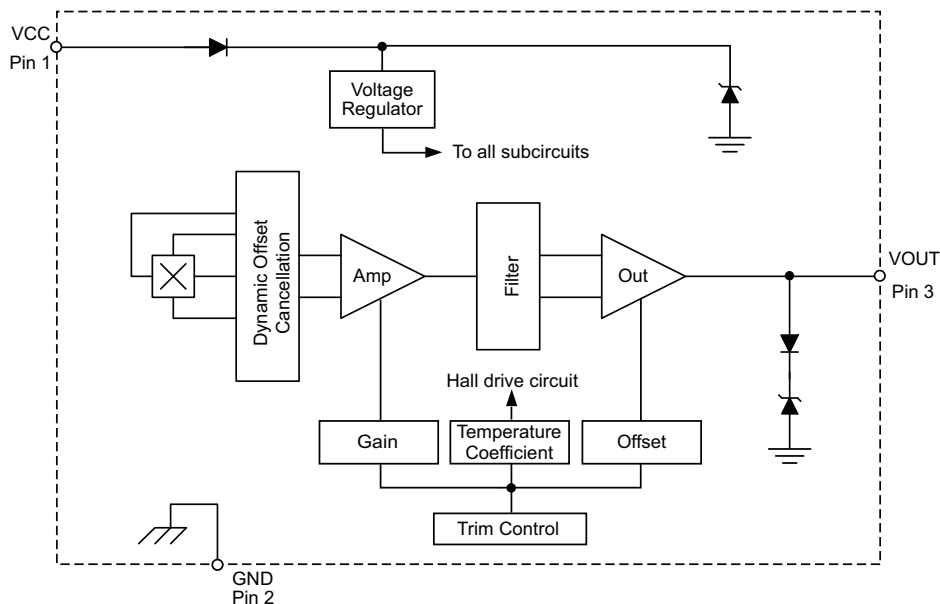 VCC
Pin 1
Voltage
Regulator
To all subcircuits
Dynamic Offset
Cancellation
Amp
Filter
Out
VOUT
Pin 3
Hall drive circuit
Gain
Temperature
Coefficient
Offset
Trim Control
GND
Pin 2